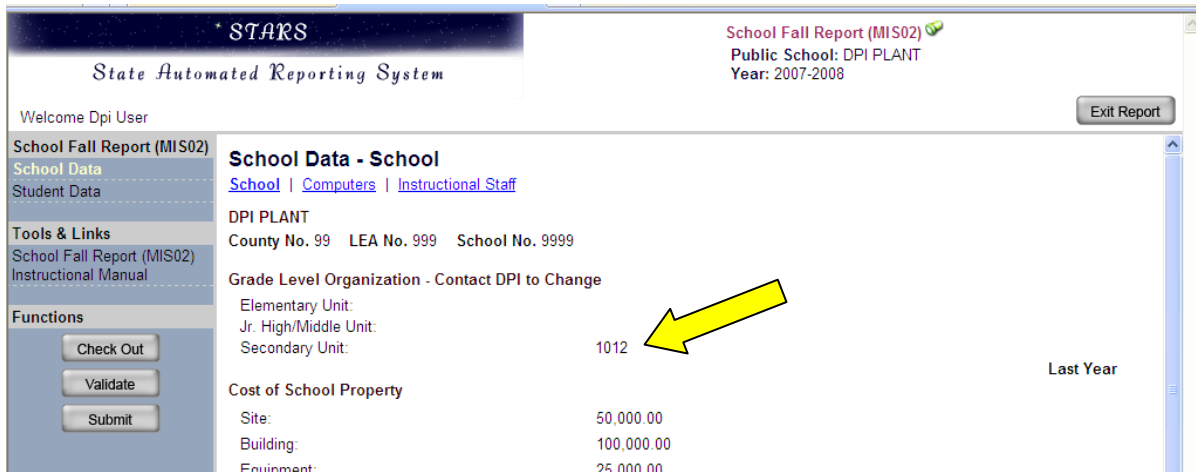 * STARS
State Automated Reporting System
School Fall Report (MIS02)
Public School: DPI PLANT
Year: 2007-2008
Welcome Dpi User
Exit Report
School Fall Report (MIS02)
School Data
Student Data
Tools & Links
School Fall Report (MIS02)
Instructional Manual
Functions
Check Out
Validate
Submit
School Data - School
School | Computers | Instructional Staff
DPI PLANT
County No. 99 LEA No. 999 School No. 9999
Grade Level Organization - Contact DPI to Change
Elementary Unit:
Jr. High/Middle Unit:
Secondary Unit: 1012
Last Year
Cost of School Property
Site: 50,000.00
Building: 100,000.00
Equipment: 25,000.00